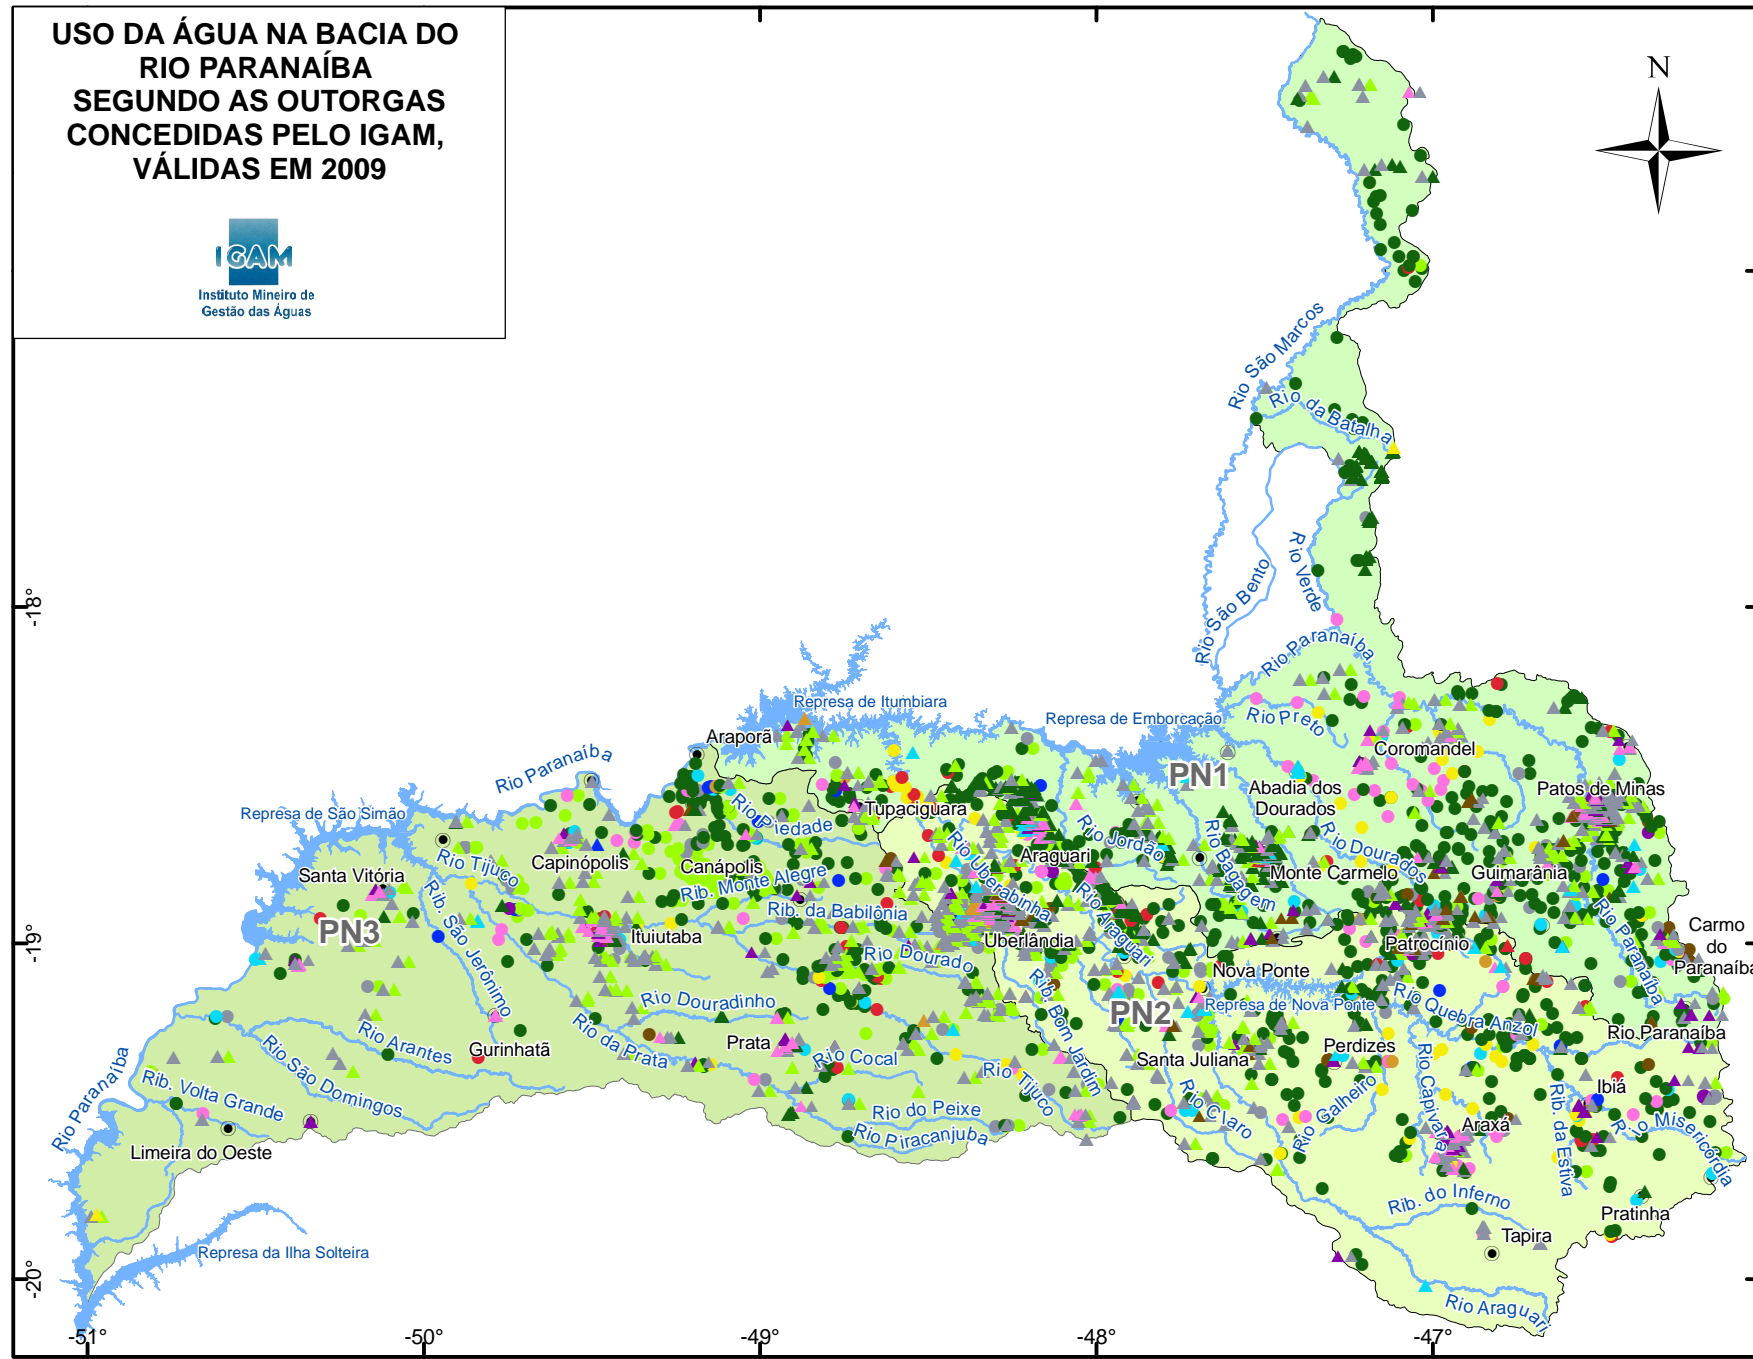 USO DA ÁGUA NA BACIA DO
RIO PARANAÍBA
SEGUNDO AS OUTORGAS
CONCEDIDAS PELO IGAM,
VÁLIDAS EM 2009
IGAM
Instituto Mineiro de
Gestão das Águas
N
Rio São Marcos
Rio da Batalha
Rio São Bento
Rio Verde
Rio Paranaíba
-18°
Represa de Itumbiara
Represa de Emborcação
Rio Preto
Araporã
Coromandel
Rio Paranaíba
PN1
Abadia dos
Dourados
Patos de Minas
Represa de São Simão
Tupaciguara
Rio Piedade
Rio Jordão
Rio Dourados
Rio Uberabinha
Araguari
Rio Bagagem
Rio Tijuco
Capinópolis
Canápolis
Monte Carmelo
Guimarânia
Santa Vitória
Rib. Monte Alegre
Rib. São Jerônimo
Rib. da Babilônia
Rio Araguari
Rio Paranaíba
PN3
Ituiutaba
Uberlândia
Patrocínio
Carmo
do
Paranaíba
-19°
Rio Dourado
Nova Ponte
Rib. Bom Jardim
Represa de Nova Ponte
Rio Quebra Anzol
Rio Douradinho
PN2
Rio Arantes
Rio da Prata
Prata
Gurinhatã
Rio Cocal
Santa Juliana
Perdizes
Rio Paranaíba
Rio Paranaíba
Rio São Domingos
Rib. Volta Grande
Rio Tijuco
Rio Claro
Rio Galheiro
Rio Capivara
Ibiá
Rib. da Estiva
Rio Misericórdia
Rio do Peixe
Araxá
Rio Piracanjuba
Limeira do Oeste
Rib. do Inferno
Pratinha
Tapira
Represa da Ilha Solteira
-20°
Rio Araguari
-51°
-50°
-49°
-48°
-47°